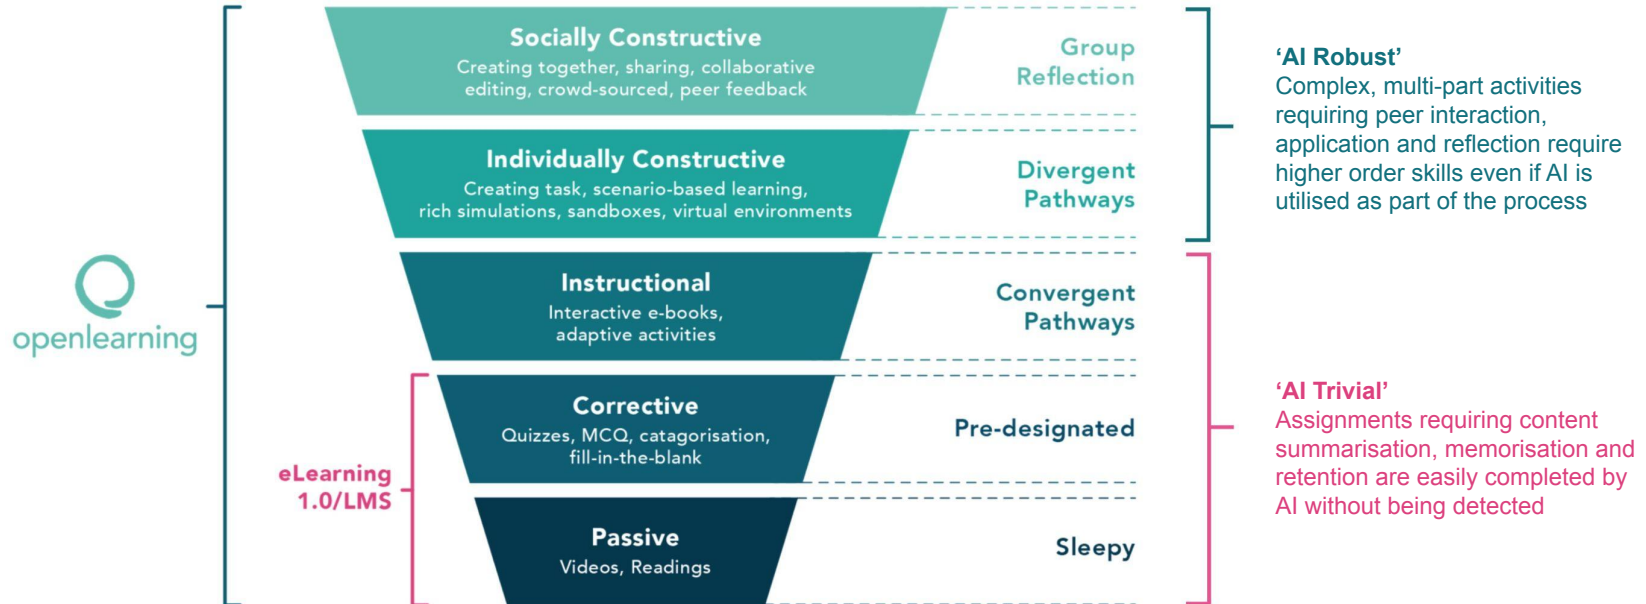 Socially Constructive
Creating together, sharing, collaborative
editing, crowd-sourced, peer feedback
Group
Reflection
‘AI Robust’
Complex, multi-part activities
requiring peer interaction,
application and reflection require
higher order skills even if AI is
utilised as part of the process
Individually Constructive
Creating task, scenario-based learning,
rich simulations, sandboxes, virtual environments
Divergent
Pathways
openlearning
Instructional
Interactive e-books,
adaptive activities
Convergent
Pathways
eLearning
1.0/LMS
Corrective
Quizzes, MCQ, catagorisation,
fill-in-the-blank
Pre-designated
‘AI Trivial’
Assignments requiring content
summarisation, memorisation and
retention are easily completed by
AI without being detected
Passive
Videos, Readings
Sleepy